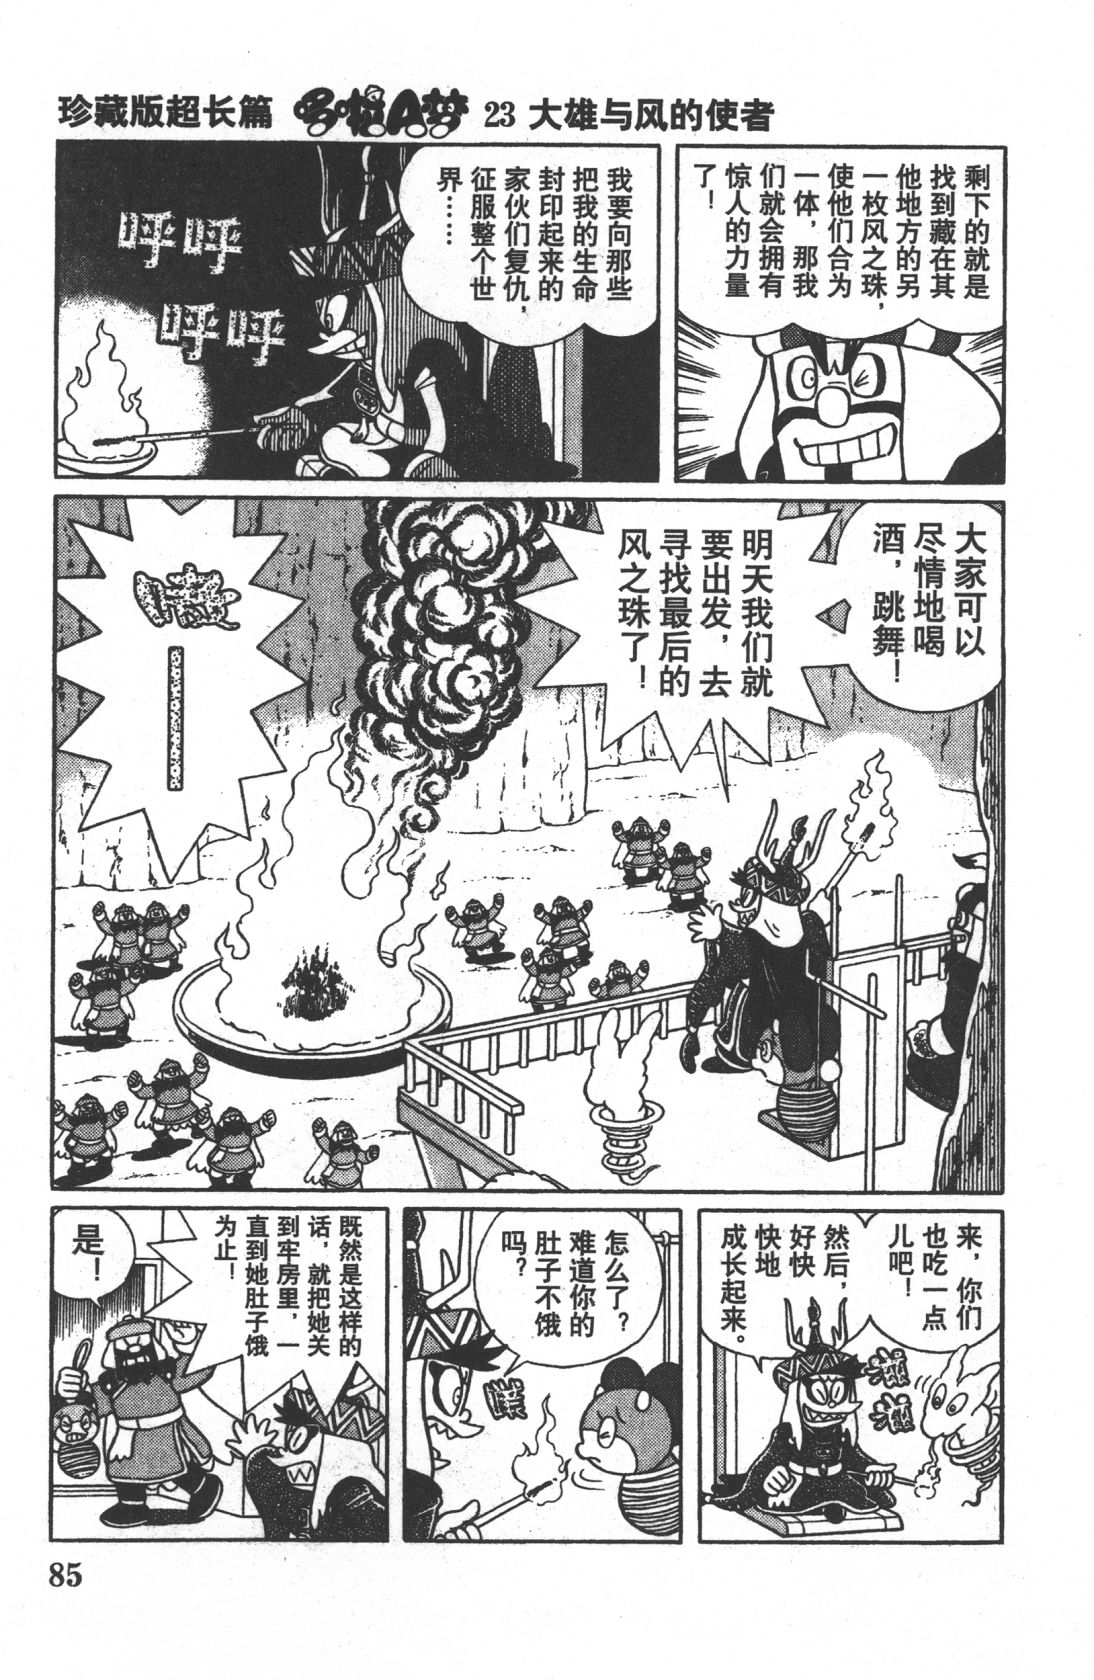 珍藏版超长篇 哆啦A梦 23 大雄与风的使者
剩下的就是
找到藏在其
他地方的另
一枚风之珠，
使他们合为
一体，那我
们就会拥有
惊人的力量
了！
我要向那些
把我的生命
封印起来的
家伙们复仇，
征服整个世
界……
呼呼
呼呼
大家可以
尽情地喝
酒，跳舞！
明天我们就
要出发，去
寻找最后的
风之珠了！
嗳——
来，你们
也吃一点
儿吧！
然后，
好快
快地
成长起来。
滋
滋
怎么了？
难道你的
肚子不饿
吗？
既然是这样的
话，就把她关
到牢房里，一
直到她肚子饿
为止！
是！
85